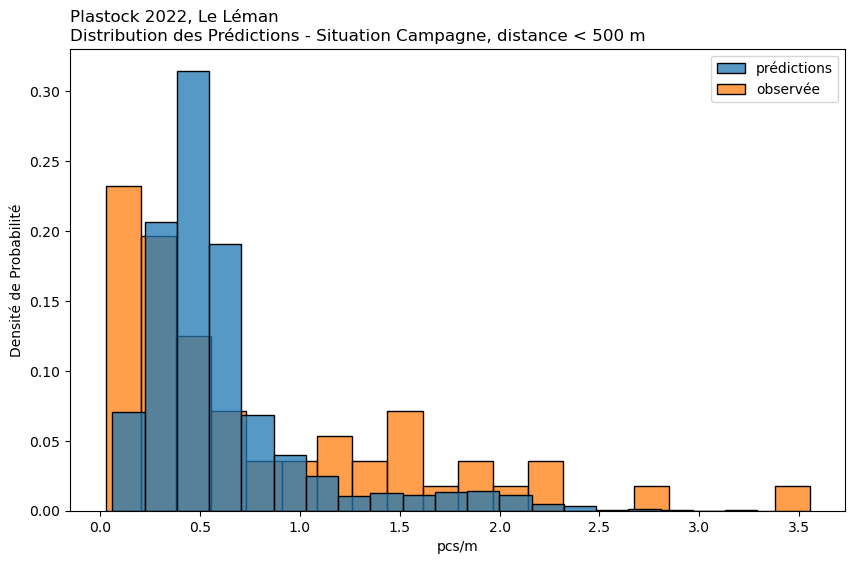 Plastock 2022, Le Léman
Distribution des Prédictions - Situation Campagne, distance < 500 m
prédictions
observée
Densité de Probabilité
0.30
0.25
0.20
0.15
0.10
0.05
0.00
0.0 0.5 1.0 1.5 2.0 2.5 3.0 3.5
pcs/m